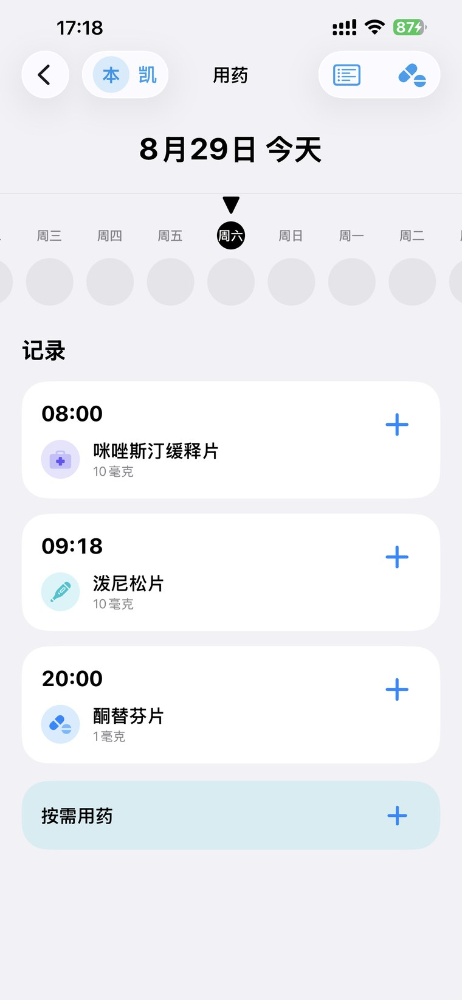 17:18
87
本 凯
用药
8月29日 今天
周三 周四 周五 周六 周日 周一 周二
记录
08:00
咪唑斯汀缓释片
10 毫克
09:18
泼尼松片
10 毫克
20:00
酮替芬片
1 毫克
按需用药